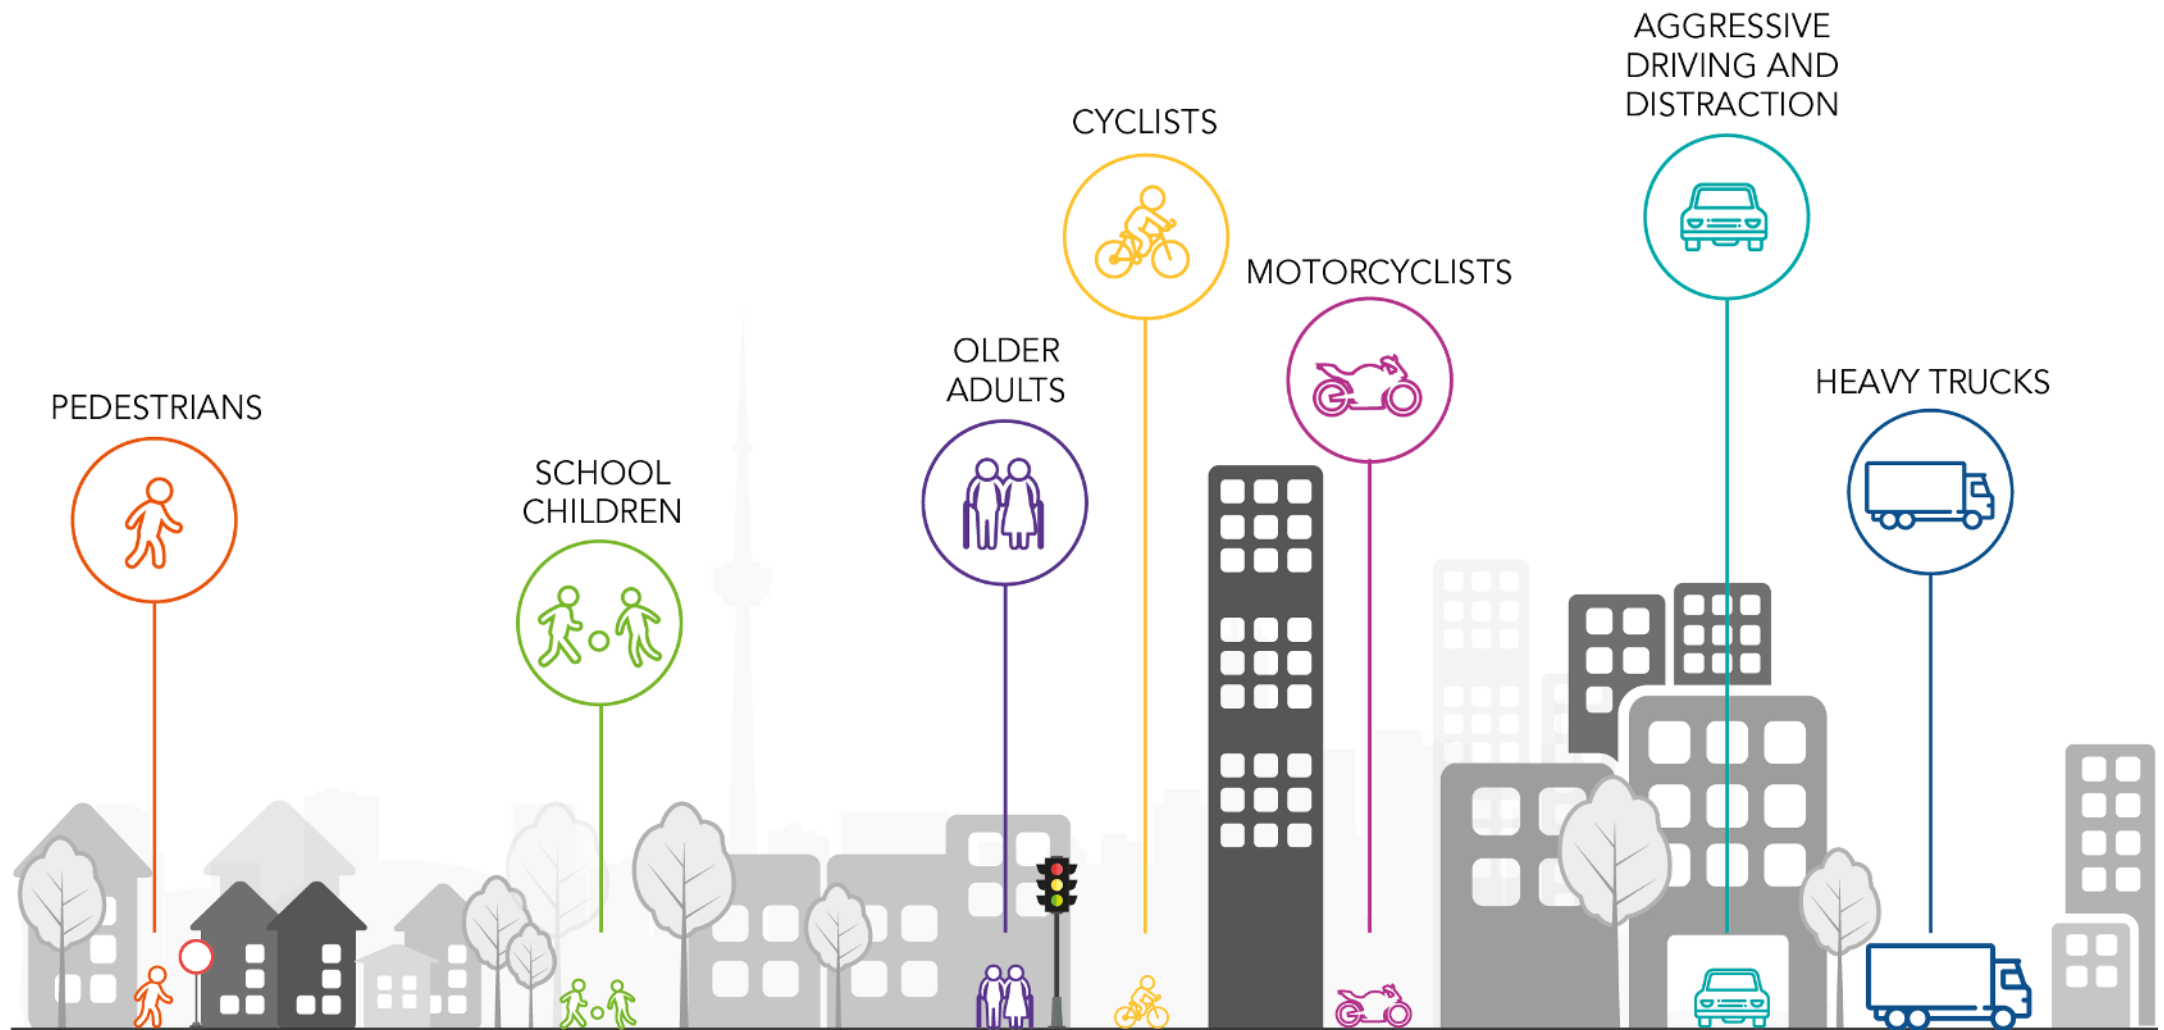 PEDESTRIANS
SCHOOL
CHILDREN
OLDER
ADULTS
CYCLISTS
MOTORCYCLISTS
AGGRESSIVE
DRIVING AND
DISTRACTION
HEAVY TRUCKS